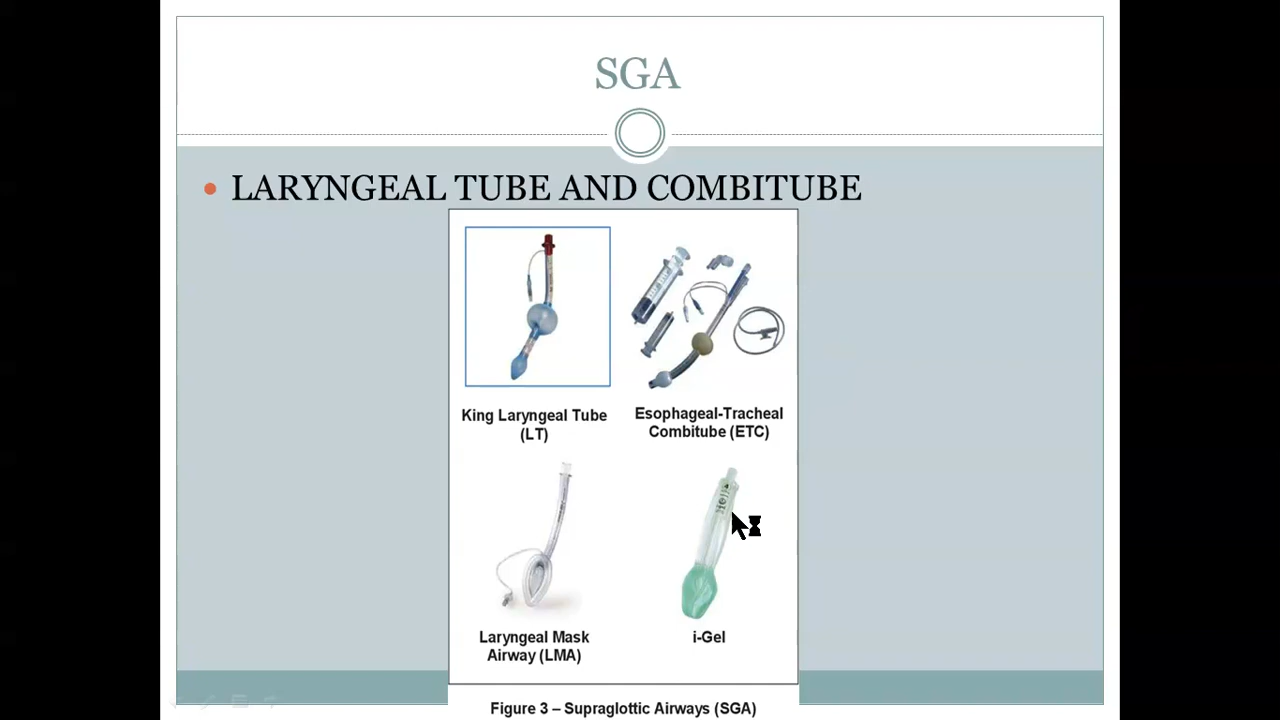 SGA
LARYNGEAL TUBE AND COMBITUBE
King Laryngeal Tube
(LT)
Esophageal-Tracheal
Combitube (ETC)
Laryngeal Mask
Airway (LMA)
i-Gel
Figure 3 – Supraglottic Airways (SGA)